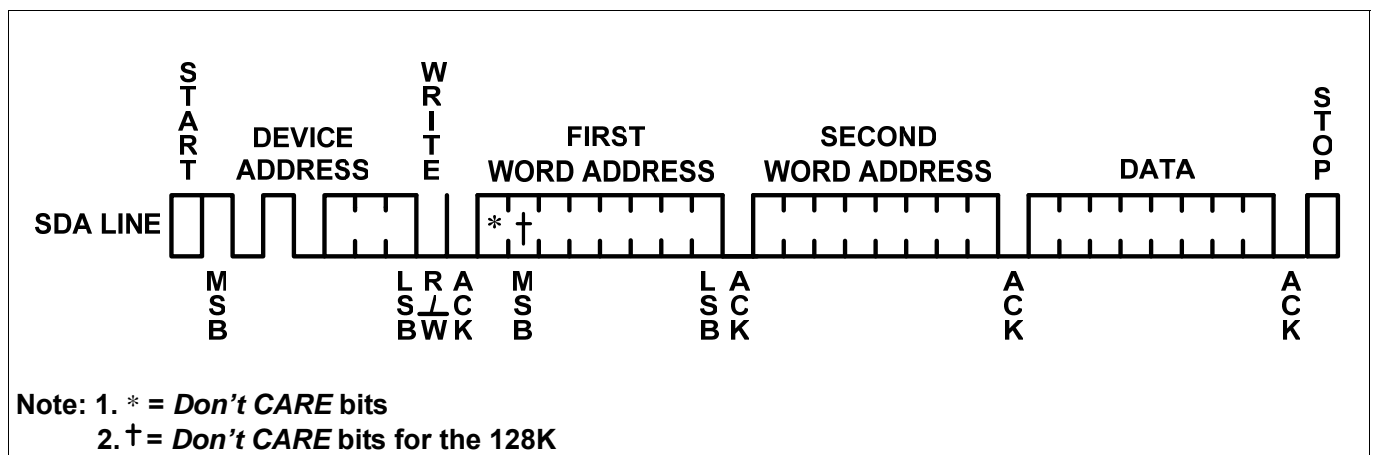 START
WRITE
STOP
DEVICE
ADDRESS
FIRST
WORD ADDRESS
SECOND
WORD ADDRESS
DATA
SDA LINE
* †
MSB
LSB
R/W
ACK
MSB
LSB
ACK
ACK
ACK
Note: 1. * = Don't CARE bits
2. † = Don't CARE bits for the 128K